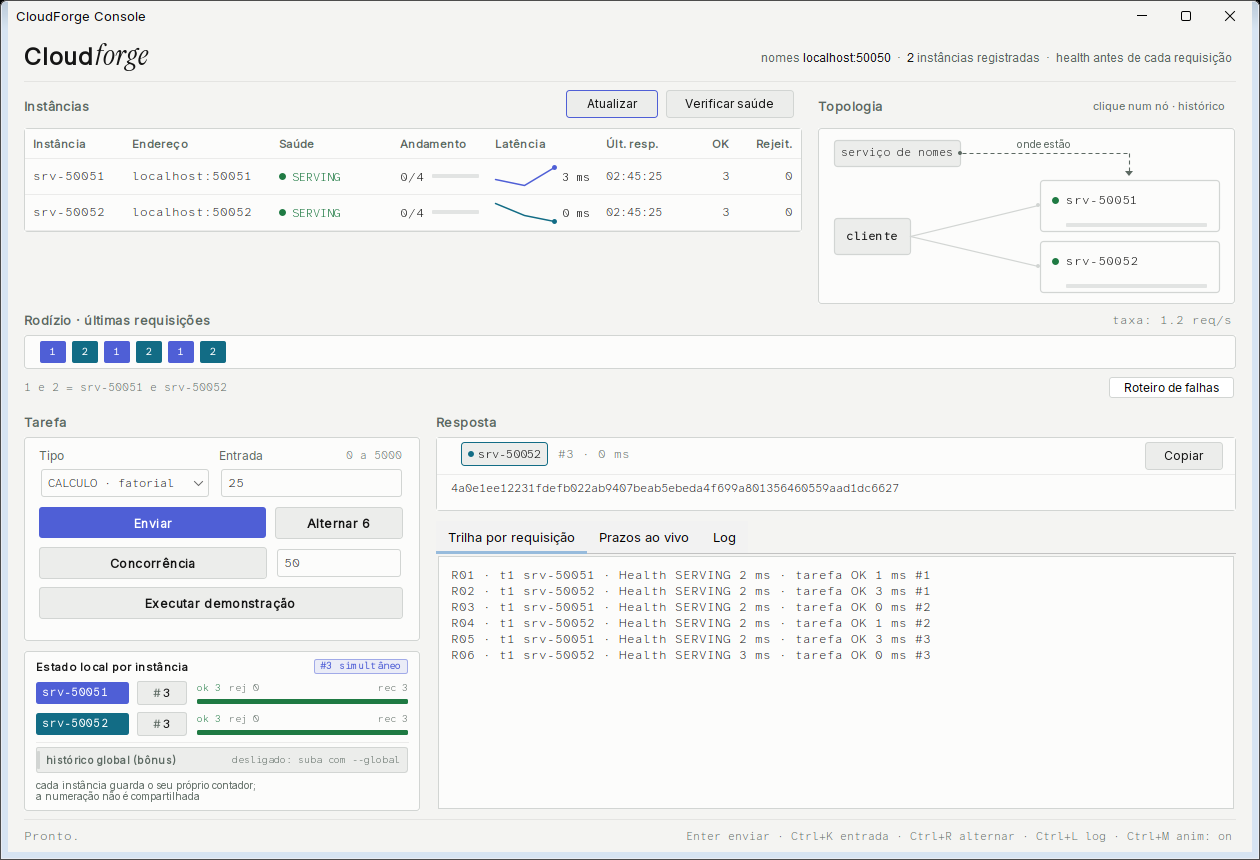 CloudForge Console
Cloudforge
nomes localhost:50050 · 2 instâncias registradas · health antes de cada requisição
Instâncias
Atualizar
Verificar saúde
Instância Endereço Saúde Andamento Latência Últ. resp. OK Rejeit.
srv-50051 localhost:50051 SERVING 0/4 3 ms 02:45:25 3 0
srv-50052 localhost:50052 SERVING 0/4 0 ms 02:45:25 3 0
Topologia
clique num nó · histórico
serviço de nomes
onde estão
cliente
srv-50051
srv-50052
Rodízio · últimas requisições
taxa: 1.2 req/s
1 2 1 2 1 2
1 e 2 = srv-50051 e srv-50052
Roteiro de falhas
Tarefa
Tipo
Entrada
0 a 5000
CALCULO · fatorial
25
Enviar
Alternar 6
Concorrência
50
Executar demonstração
Estado local por instância
#3 simultâneo
srv-50051 #3 ok 3 rej 0 rec 3
srv-50052 #3 ok 3 rej 0 rec 3
histórico global (bônus) desligado: suba com --global
cada instância guarda o seu próprio contador;
a numeração não é compartilhada
Resposta
srv-50052 #3 · 0 ms
Copiar
4a0e1ee12231fdefb022ab9407beab5ebeda4f699a801356460559aad1dc6627
Trilha por requisição
Prazos ao vivo
Log
R01 · t1 srv-50051 · Health SERVING 2 ms · tarefa OK 1 ms #1
R02 · t1 srv-50052 · Health SERVING 2 ms · tarefa OK 3 ms #1
R03 · t1 srv-50051 · Health SERVING 2 ms · tarefa OK 0 ms #2
R04 · t1 srv-50052 · Health SERVING 2 ms · tarefa OK 1 ms #2
R05 · t1 srv-50051 · Health SERVING 2 ms · tarefa OK 3 ms #3
R06 · t1 srv-50052 · Health SERVING 3 ms · tarefa OK 0 ms #3
Pronto.
Enter enviar · Ctrl+K entrada · Ctrl+R alternar · Ctrl+L log · Ctrl+M anim: on